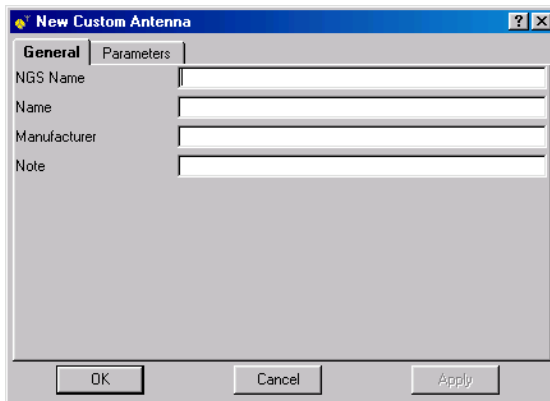 New Custom Antenna
General Parameters
NGS Name
Name
Manufacturer
Note
OK Cancel Apply